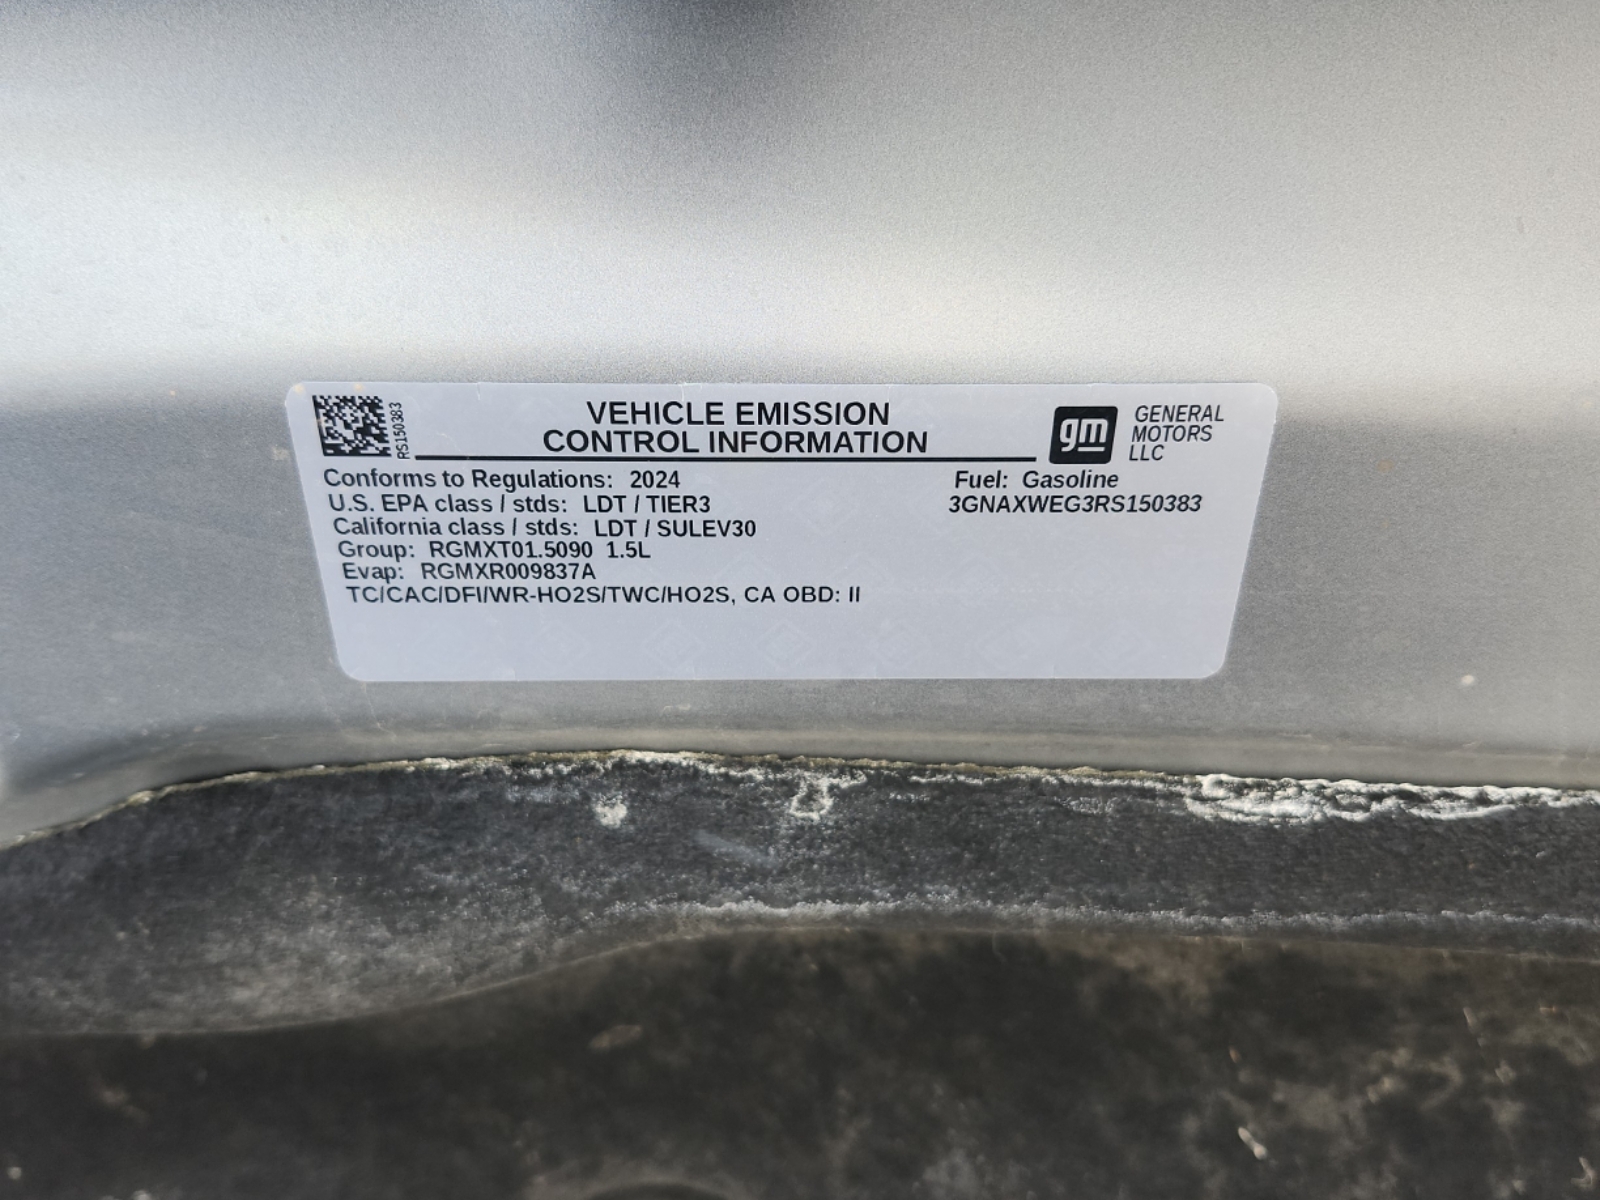 RS150383
VEHICLE EMISSION
CONTROL INFORMATION
gm
GENERAL
MOTORS
LLC
Conforms to Regulations: 2024
Fuel: Gasoline
U.S. EPA class / stds: LDT / TIER3
3GNAXWEG3RS150383
California class / stds: LDT / SULEV30
Group: RGMXT01.5090 1.5L
Evap: RGMXR009837A
TC/CAC/DFI/WR-HO2S/TWC/HO2S, CA OBD: II